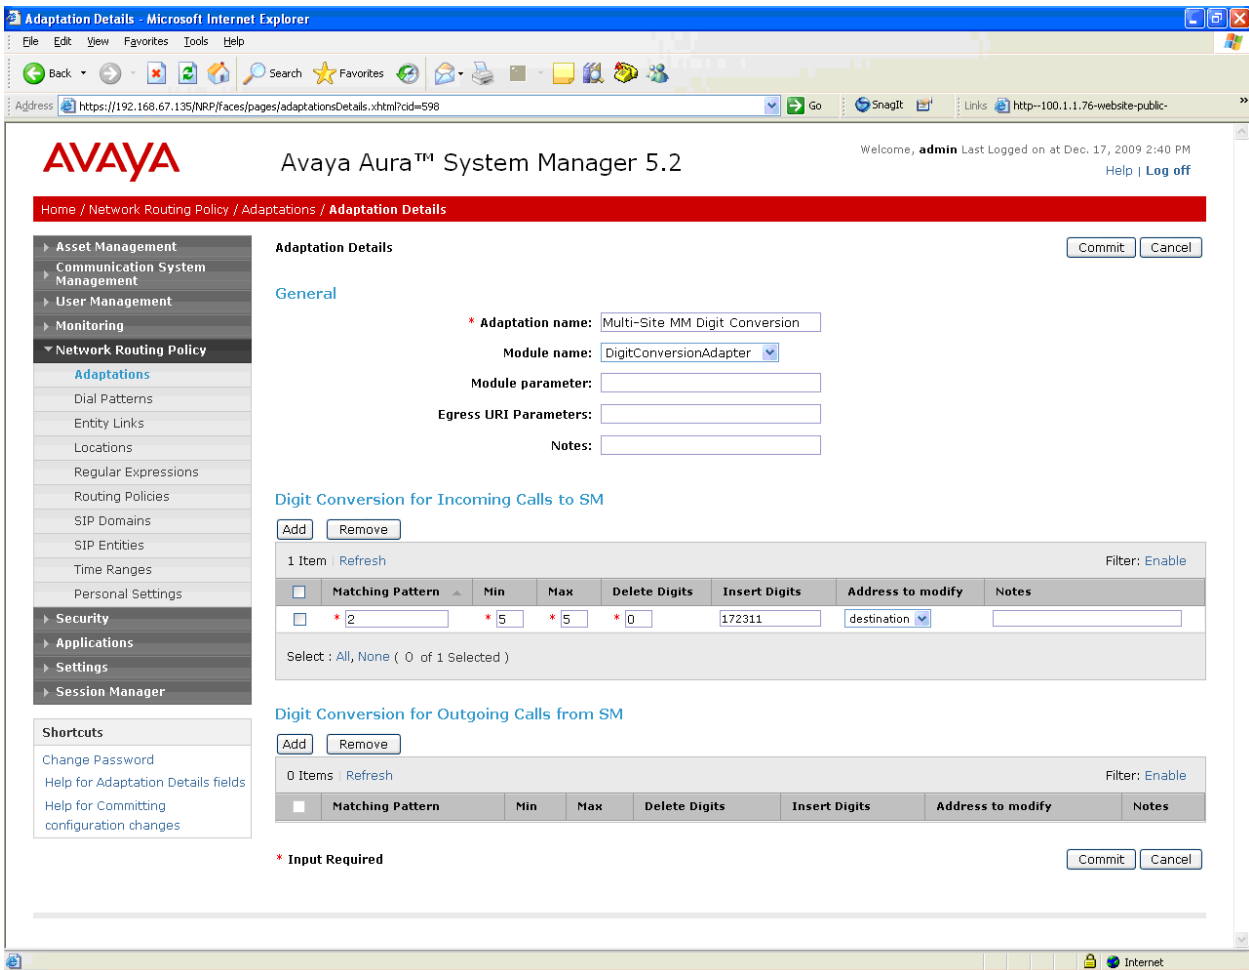 Adaptation Details - Microsoft Internet Explorer
File Edit View Favorites Tools Help
Back Search Favorites
Address https://192.168.67.135/NRP/faces/pages/adaptationsDetails.xhtml?cid=598 Go SnagIt Links http--100.1.1.76-website-public- »
AVAYA
Avaya Aura™ System Manager 5.2
Welcome, admin Last Logged on at Dec. 17, 2009 2:40 PM
Help | Log off
Home / Network Routing Policy / Adaptations / Adaptation Details
Asset Management
Communication System Management
User Management
Monitoring
Network Routing Policy
Adaptations
Dial Patterns
Entity Links
Locations
Regular Expressions
Routing Policies
SIP Domains
SIP Entities
Time Ranges
Personal Settings
Security
Applications
Settings
Session Manager
Shortcuts
Change Password
Help for Adaptation Details fields
Help for Committing
configuration changes
Adaptation Details
Commit Cancel
General
* Adaptation name: Multi-Site MM Digit Conversion
Module name: DigitConversionAdapter
Module parameter:
Egress URI Parameters:
Notes:
Digit Conversion for Incoming Calls to SM
Add Remove
1 Item | Refresh Filter: Enable
Matching Pattern Min Max Delete Digits Insert Digits Address to modify Notes
* 2 * 5 * 5 * 0 172311 destination
Select : All, None ( 0 of 1 Selected )
Digit Conversion for Outgoing Calls from SM
Add Remove
0 Items | Refresh Filter: Enable
Matching Pattern Min Max Delete Digits Insert Digits Address to modify Notes
* Input Required
Commit Cancel
Internet